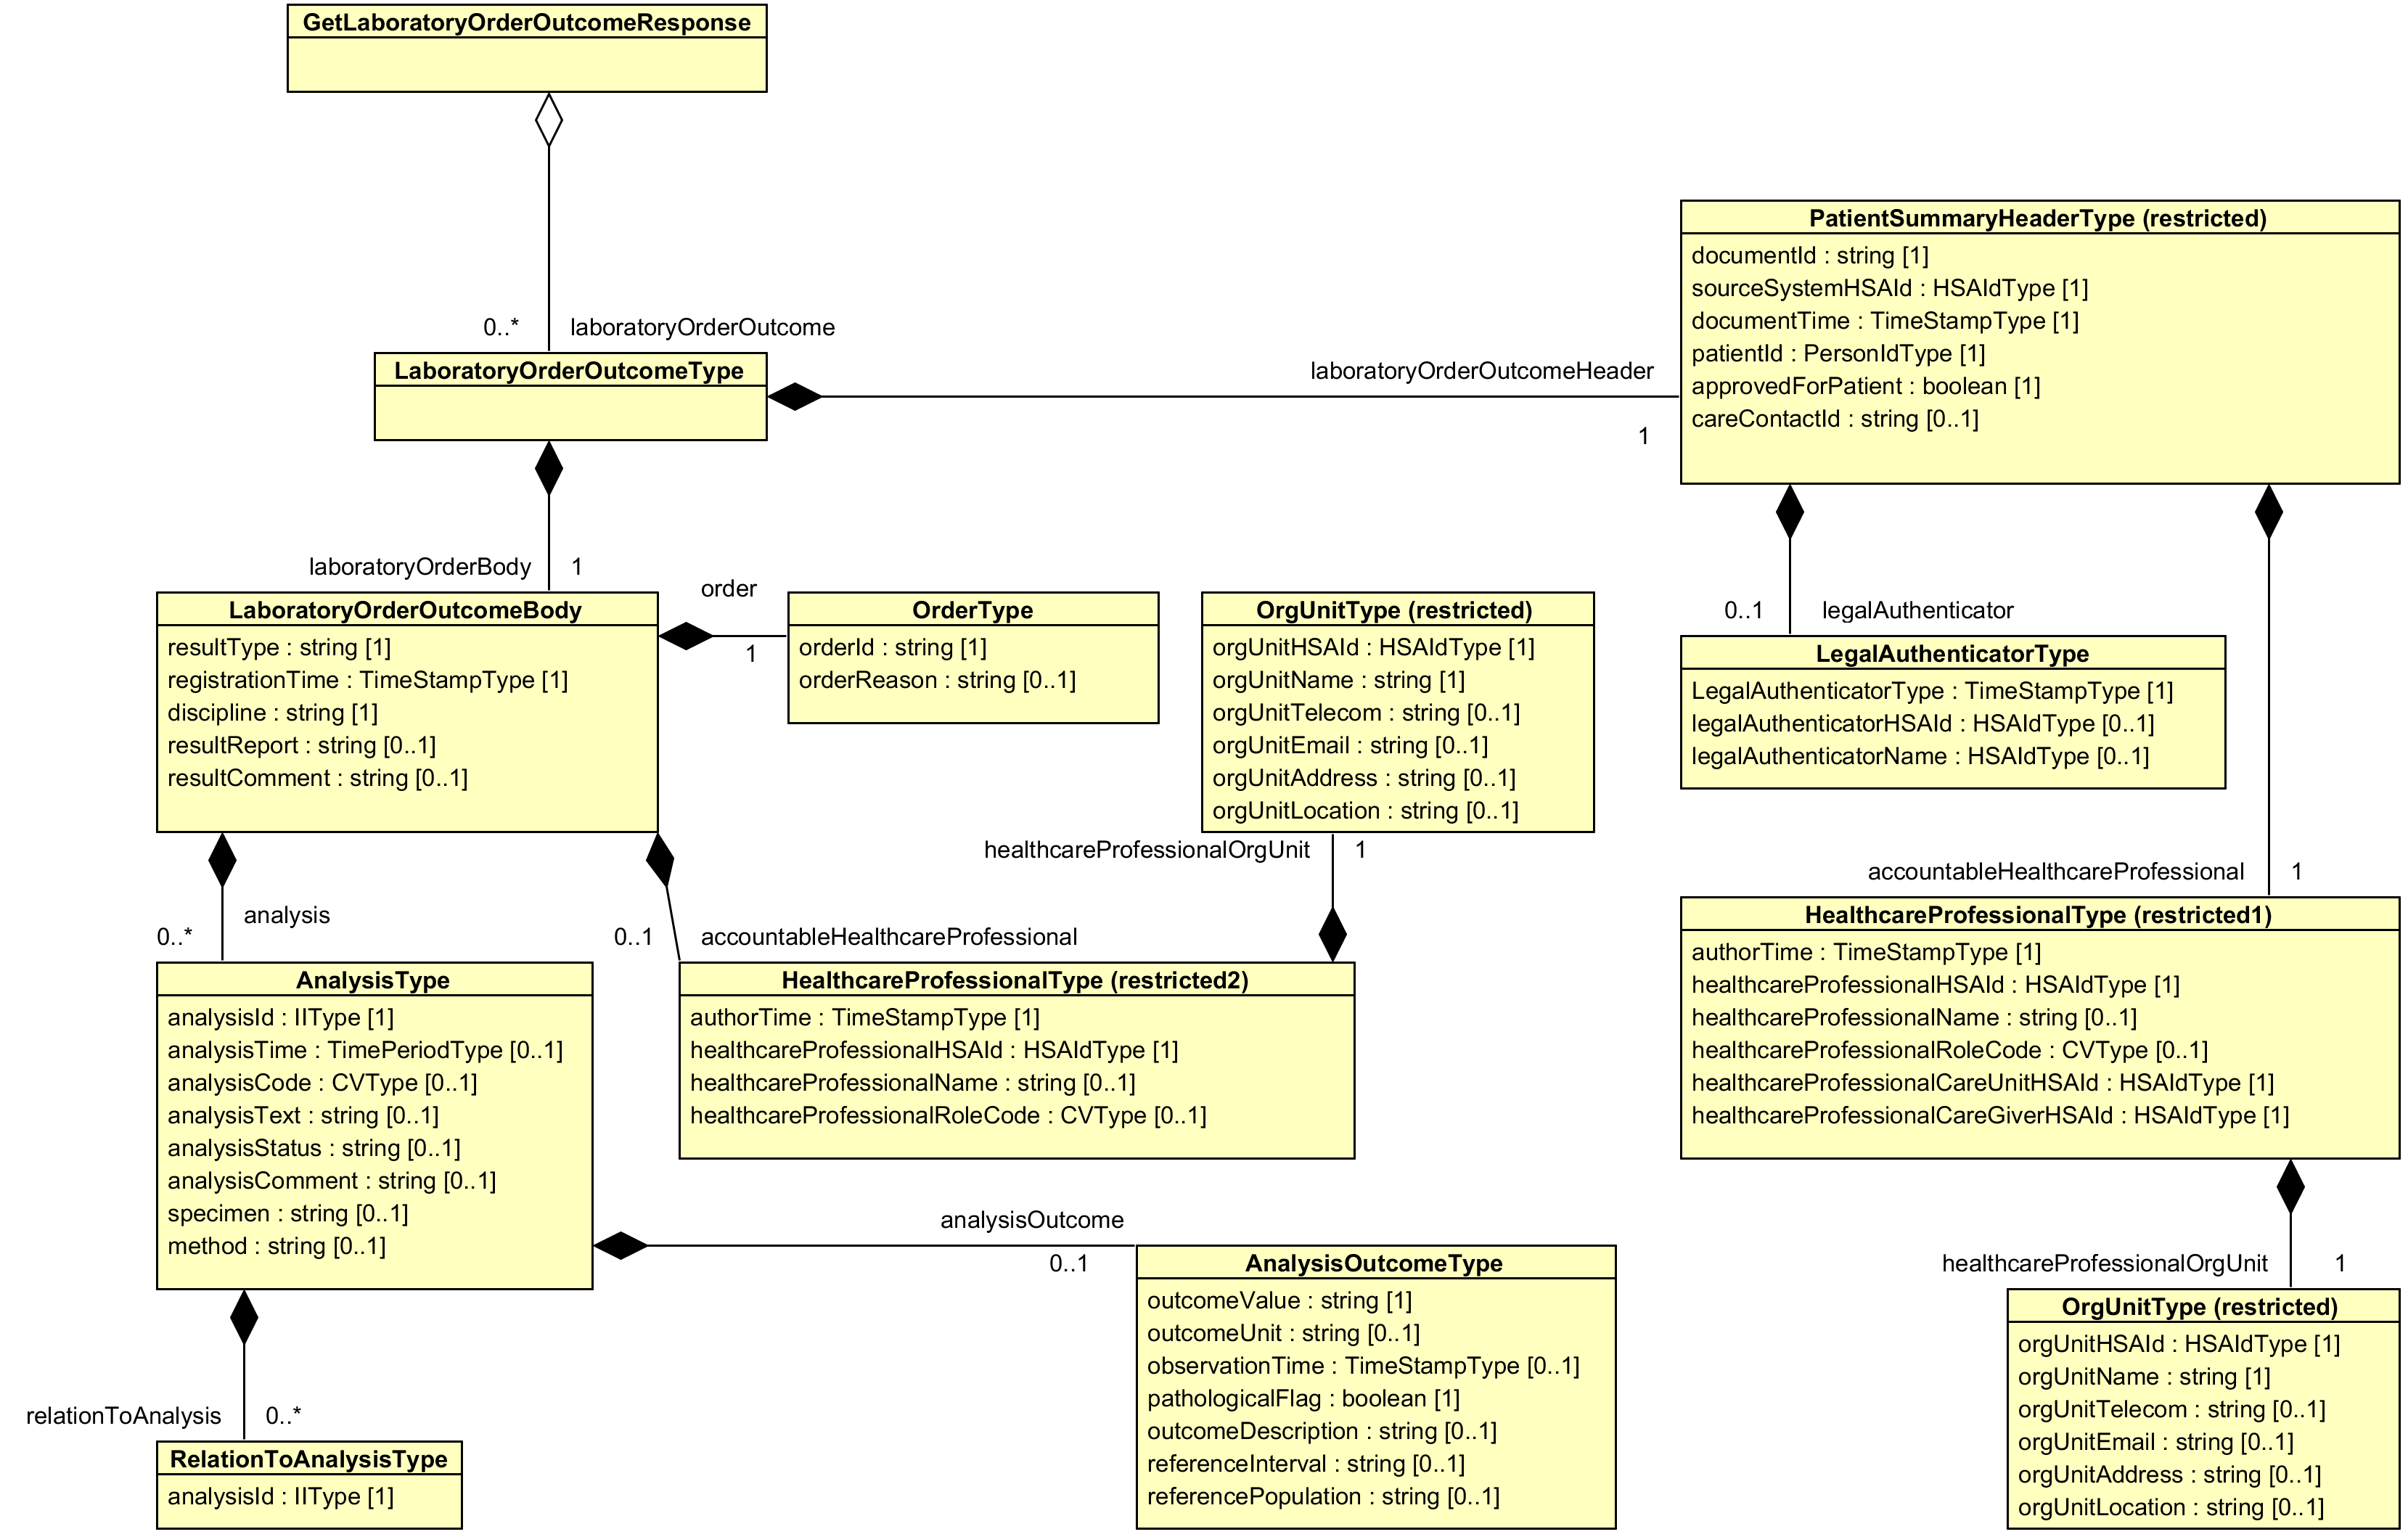 GetLaboratoryOrderOutcomeResponse
0..*
laboratoryOrderOutcome
LaboratoryOrderOutcomeType
laboratoryOrderOutcomeHeader
1
PatientSummaryHeaderType (restricted)
documentId : string [1]
sourceSystemHSAId : HSAIdType [1]
documentTime : TimeStampType [1]
patientId : PersonIdType [1]
approvedForPatient : boolean [1]
careContactId : string [0..1]
laboratoryOrderBody
1
LaboratoryOrderOutcomeBody
resultType : string [1]
registrationTime : TimeStampType [1]
discipline : string [1]
resultReport : string [0..1]
resultComment : string [0..1]
order
1
OrderType
orderId : string [1]
orderReason : string [0..1]
OrgUnitType (restricted)
orgUnitHSAId : HSAIdType [1]
orgUnitName : string [1]
orgUnitTelecom : string [0..1]
orgUnitEmail : string [0..1]
orgUnitAddress : string [0..1]
orgUnitLocation : string [0..1]
0..1
legalAuthenticator
LegalAuthenticatorType
LegalAuthenticatorType : TimeStampType [1]
legalAuthenticatorHSAId : HSAIdType [0..1]
legalAuthenticatorName : HSAIdType [0..1]
healthcareProfessionalOrgUnit
1
accountableHealthcareProfessional
1
analysis
0..*
0..1
accountableHealthcareProfessional
AnalysisType
analysisId : IIType [1]
analysisTime : TimePeriodType [0..1]
analysisCode : CVType [0..1]
analysisText : string [0..1]
analysisStatus : string [0..1]
analysisComment : string [0..1]
specimen : string [0..1]
method : string [0..1]
HealthcareProfessionalType (restricted2)
authorTime : TimeStampType [1]
healthcareProfessionalHSAId : HSAIdType [1]
healthcareProfessionalName : string [0..1]
healthcareProfessionalRoleCode : CVType [0..1]
HealthcareProfessionalType (restricted1)
authorTime : TimeStampType [1]
healthcareProfessionalHSAId : HSAIdType [1]
healthcareProfessionalName : string [0..1]
healthcareProfessionalRoleCode : CVType [0..1]
healthcareProfessionalCareUnitHSAId : HSAIdType [1]
healthcareProfessionalCareGiverHSAId : HSAIdType [1]
analysisOutcome
0..1
AnalysisOutcomeType
outcomeValue : string [1]
outcomeUnit : string [0..1]
observationTime : TimeStampType [0..1]
pathologicalFlag : boolean [1]
outcomeDescription : string [0..1]
referenceInterval : string [0..1]
referencePopulation : string [0..1]
healthcareProfessionalOrgUnit
1
OrgUnitType (restricted)
orgUnitHSAId : HSAIdType [1]
orgUnitName : string [1]
orgUnitTelecom : string [0..1]
orgUnitEmail : string [0..1]
orgUnitAddress : string [0..1]
orgUnitLocation : string [0..1]
relationToAnalysis
0..*
RelationToAnalysisType
analysisId : IIType [1]